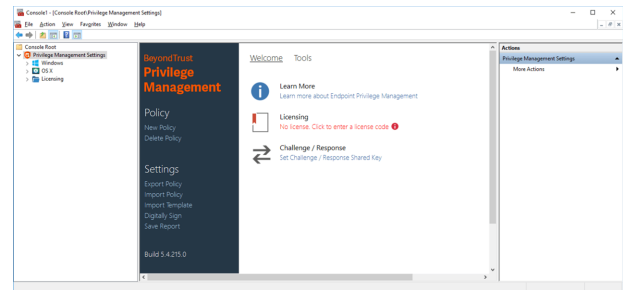 Console1 - [Console Root\Privilege Management Settings]
File Action View Favorites Window Help
Console Root
Privilege Management Settings
Windows
OS X
Licensing
BeyondTrust
Privilege
Management
Policy
New Policy
Delete Policy
Settings
Export Policy
Import Policy
Import Template
Digitally Sign
Save Report
Build 5.4.215.0
Welcome Tools
Learn More
Learn more about Endpoint Privilege Management
Licensing
No license. Click to enter a license code
Challenge / Response
Set Challenge / Response Shared Key
Actions
Privilege Management Settings
More Actions